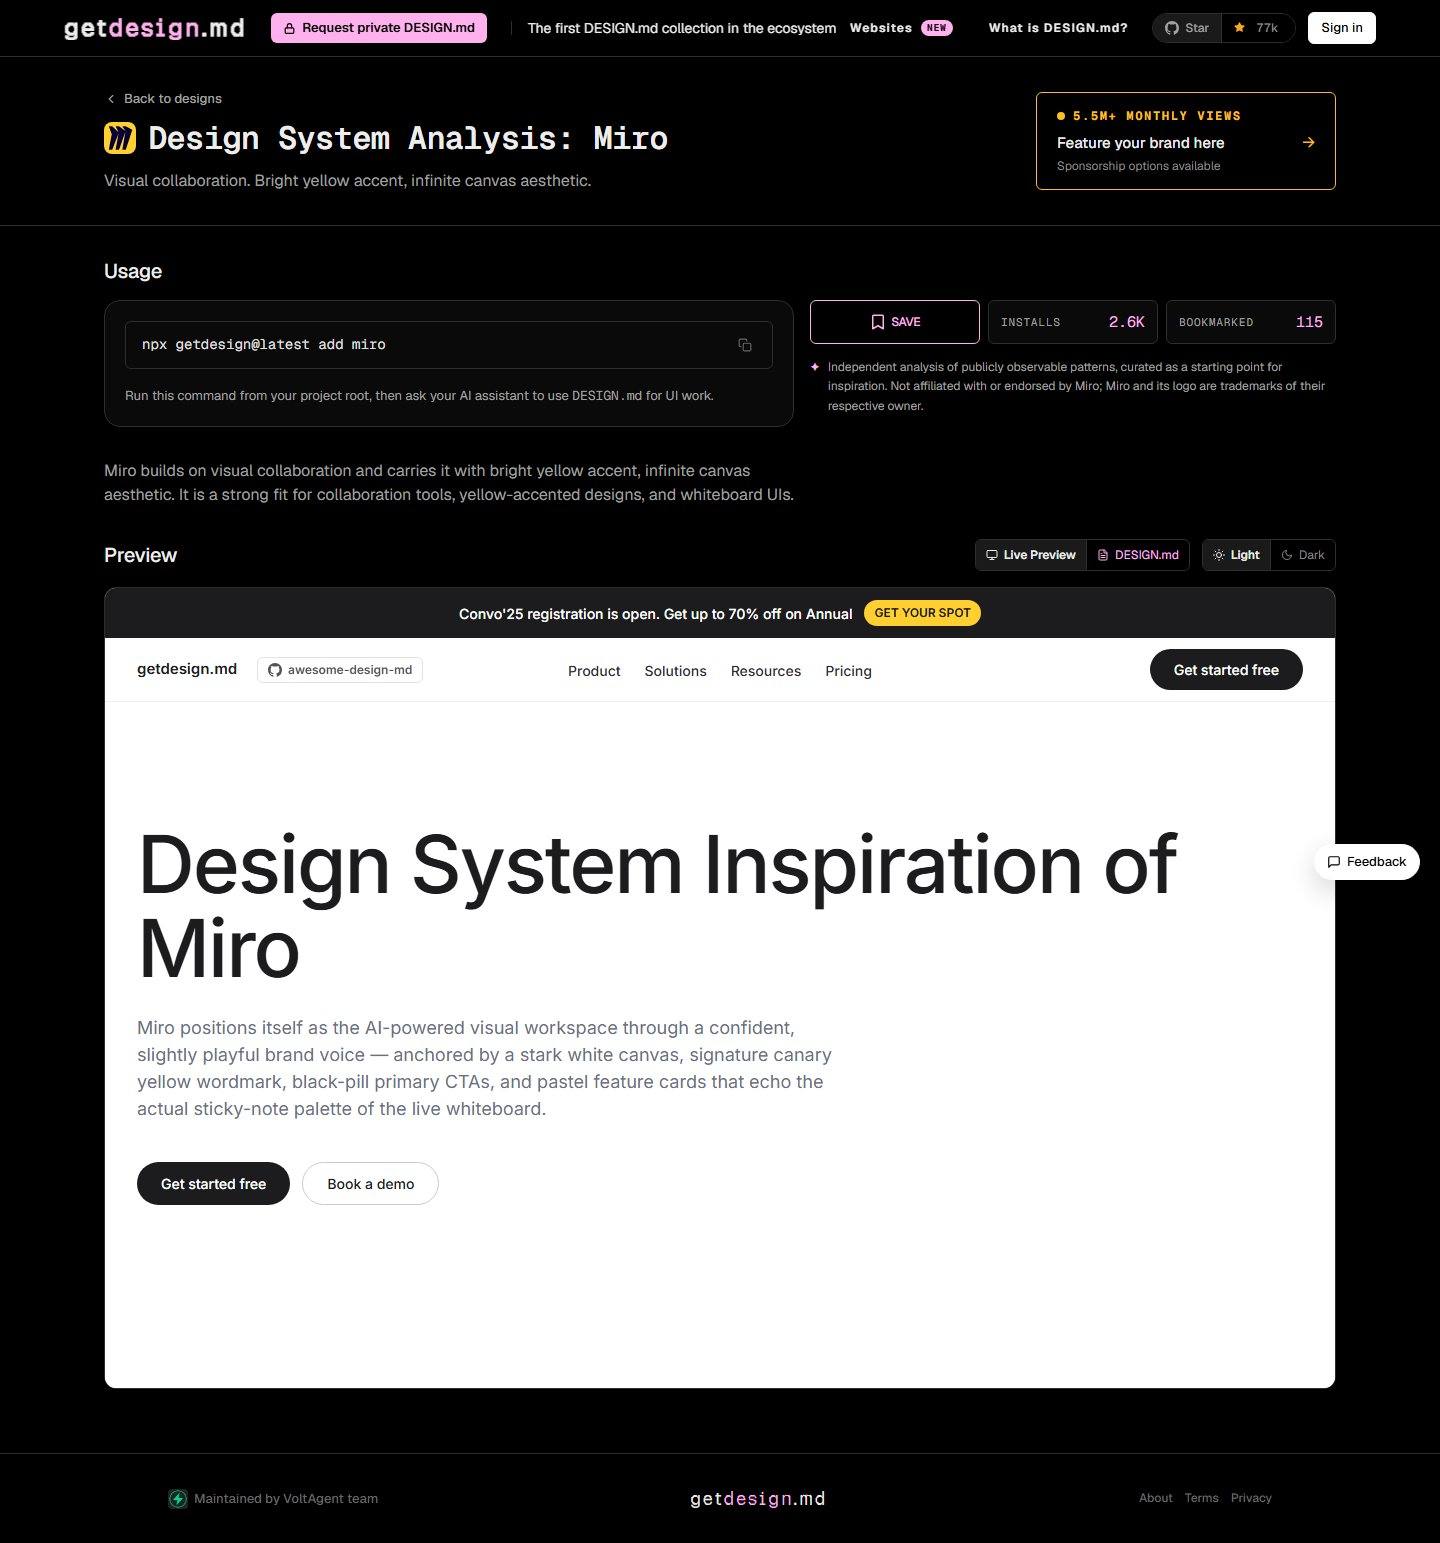 getdesign.md
Request private DESIGN.md
The first DESIGN.md collection in the ecosystem
Websites NEW
What is DESIGN.md?
Star 77k
Sign in
Back to designs
Design System Analysis: Miro
Visual collaboration. Bright yellow accent, infinite canvas aesthetic.
5.5M+ MONTHLY VIEWS
Feature your brand here
Sponsorship options available
Usage
npx getdesign@latest add miro
Run this command from your project root, then ask your AI assistant to use DESIGN.md for UI work.
SAVE
INSTALLS 2.6K
BOOKMARKED 115
Independent analysis of publicly observable patterns, curated as a starting point for
inspiration. Not affiliated with or endorsed by Miro; Miro and its logo are trademarks of their
respective owner.
Miro builds on visual collaboration and carries it with bright yellow accent, infinite canvas
aesthetic. It is a strong fit for collaboration tools, yellow-accented designs, and whiteboard UIs.
Preview
Live Preview
DESIGN.md
Light
Dark
Convo'25 registration is open. Get up to 70% off on Annual GET YOUR SPOT
getdesign.md
awesome-design-md
Product Solutions Resources Pricing
Get started free
Design System Inspiration of
Miro
Miro positions itself as the AI-powered visual workspace through a confident,
slightly playful brand voice — anchored by a stark white canvas, signature canary
yellow wordmark, black-pill primary CTAs, and pastel feature cards that echo the
actual sticky-note palette of the live whiteboard.
Get started free
Book a demo
Feedback
Maintained by VoltAgent team
getdesign.md
About Terms Privacy